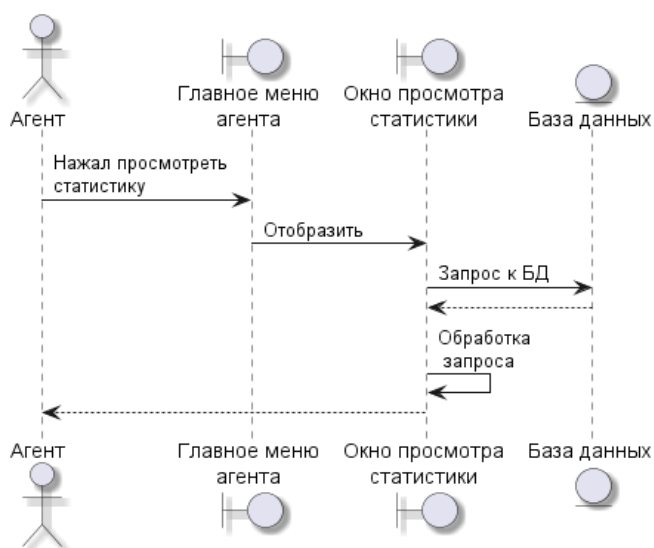 Агент
Главное меню
агента
Окно просмотра
статистики
База данных
Нажал просмотреть
статистику
Отобразить
Запрос к БД
Обработка
запроса
Агент
Главное меню
агента
Окно просмотра
статистики
База данных